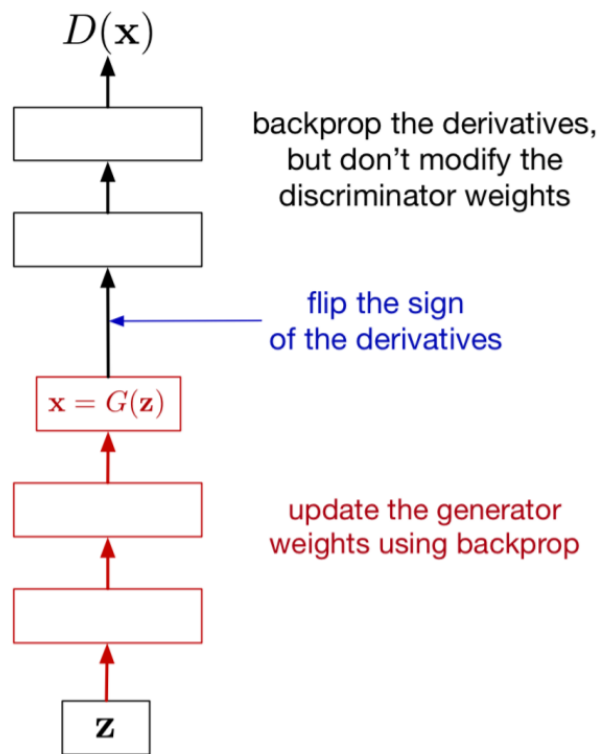 D(x)
backprop the derivatives,
but don't modify the
discriminator weights
flip the sign
of the derivatives
x = G(z)
update the generator
weights using backprop
z